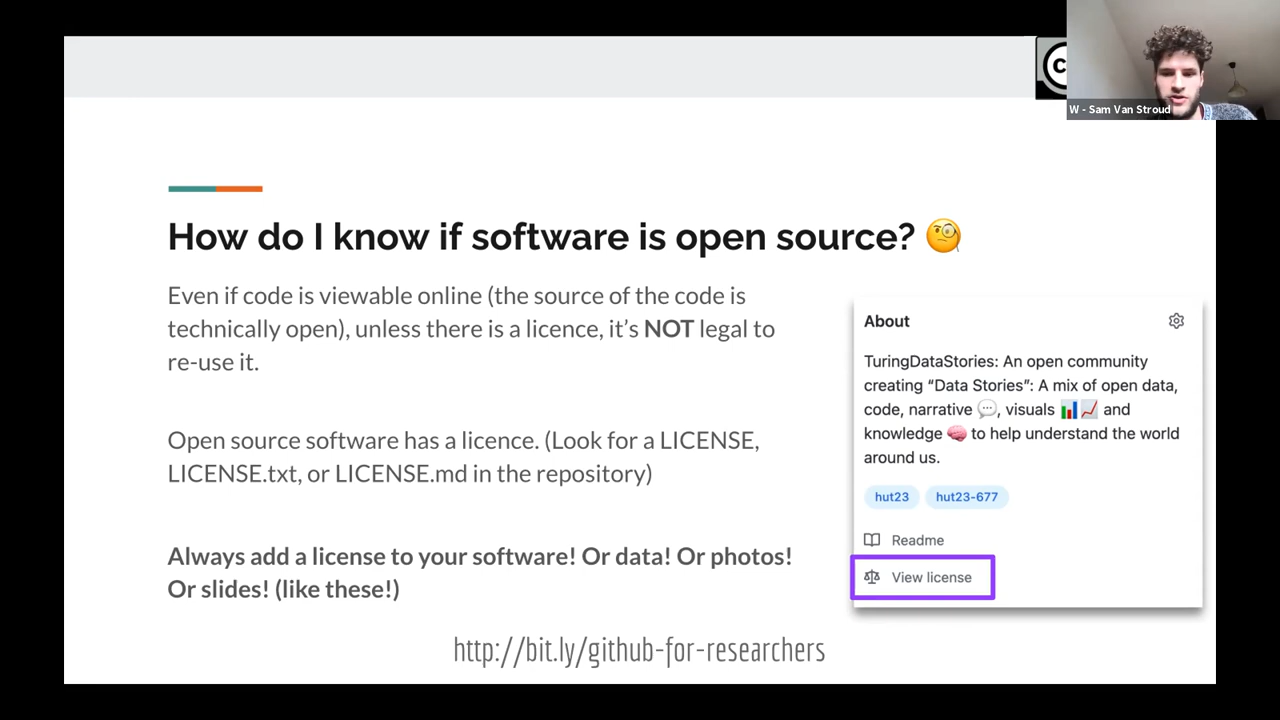 W - Sam Van Stroud
How do I know if software is open source? 🧐
Even if code is viewable online (the source of the code is
technically open), unless there is a licence, it's NOT legal to
re-use it.
Open source software has a licence. (Look for a LICENSE,
LICENSE.txt, or LICENSE.md in the repository)
Always add a license to your software! Or data! Or photos!
Or slides! (like these!)
About
TuringDataStories: An open community
creating “Data Stories”: A mix of open data,
code, narrative 💬, visuals 📊📈 and
knowledge 🧠 to help understand the world
around us.
hut23 hut23-677
Readme
View license
http://bit.ly/github-for-researchers